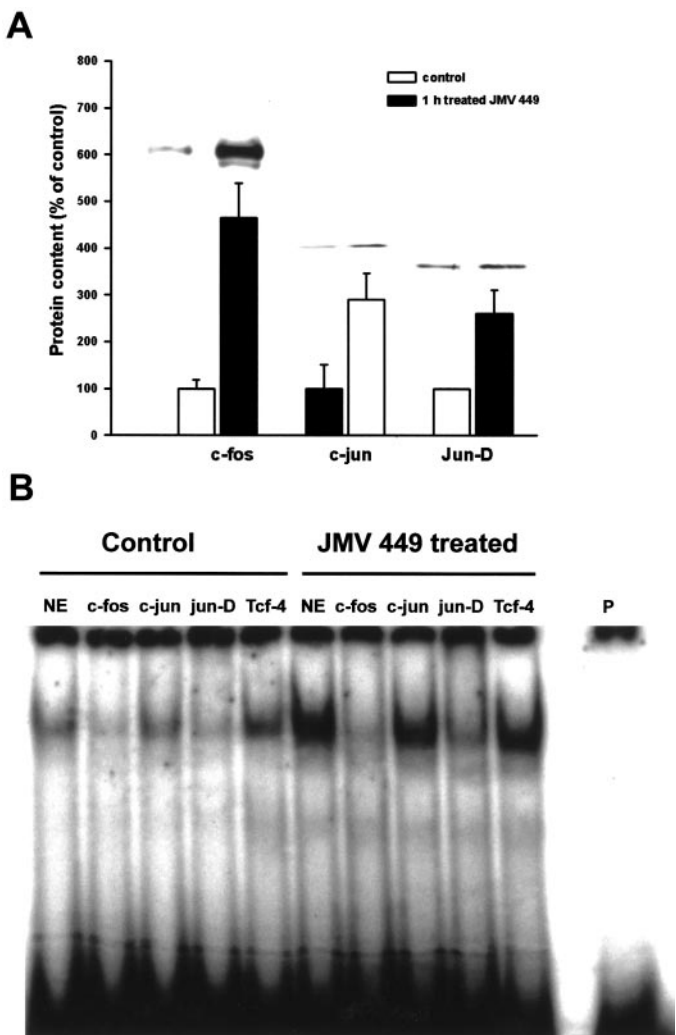 A
Protein content (% of control)
800
700
600
500
400
300
200
100
0
control
1 h treated JMV 449
c-fos c-jun Jun-D
B
Control JMV 449 treated
NE c-fos c-jun jun-D Tcf-4 NE c-fos c-jun jun-D Tcf-4 P